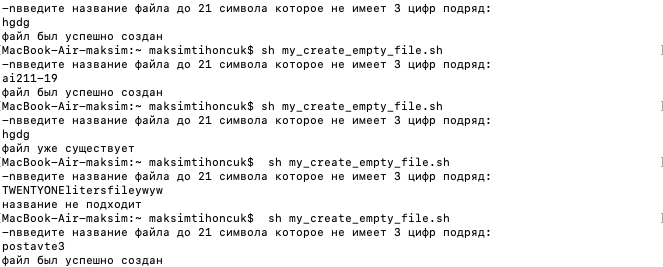 -nвведите название файла до 21 символа которое не имеет 3 цифр подряд:
hgdg
файл был успешно создан
[MacBook-Air-maksim:~ maksimtihoncuk$ sh my_create_empty_file.sh ]
-nвведите название файла до 21 символа которое не имеет 3 цифр подряд:
ai211-19
файл был успешно создан
[MacBook-Air-maksim:~ maksimtihoncuk$ sh my_create_empty_file.sh ]
-nвведите название файла до 21 символа которое не имеет 3 цифр подряд:
hgdg
файл уже существует
[MacBook-Air-maksim:~ maksimtihoncuk$  sh my_create_empty_file.sh ]
-nвведите название файла до 21 символа которое не имеет 3 цифр подряд:
TWENTYONElitersfileywyw
название не подходит
[MacBook-Air-maksim:~ maksimtihoncuk$  sh my_create_empty_file.sh ]
-nвведите название файла до 21 символа которое не имеет 3 цифр подряд:
postavte3
файл был успешно создан